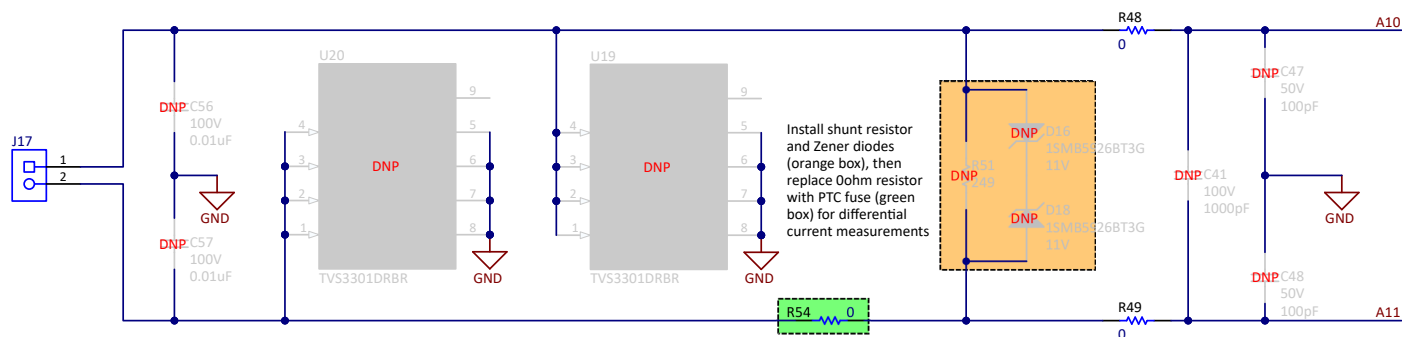 J17
1
2
DNP
C56
100V
0.01uF
DNP
C57
100V
0.01uF
GND
U20
4
3
2
1
9
5
6
7
8
DNP
TVS3301DRBR
GND
U19
4
3
2
1
9
5
6
7
8
DNP
TVS3301DRBR
GND
Install shunt resistor
and Zener diodes
(orange box), then
replace 0ohm resistor
with PTC fuse (green
box) for differential
current measurements
R54
0
DNP
R51
249
DNP
D16
1SMB5926BT3G
11V
DNP
D18
1SMB5926BT3G
11V
R48
0
R49
0
DNP
C41
100V
1000pF
DNP
C47
50V
100pF
DNP
C48
50V
100pF
GND
A10
A11